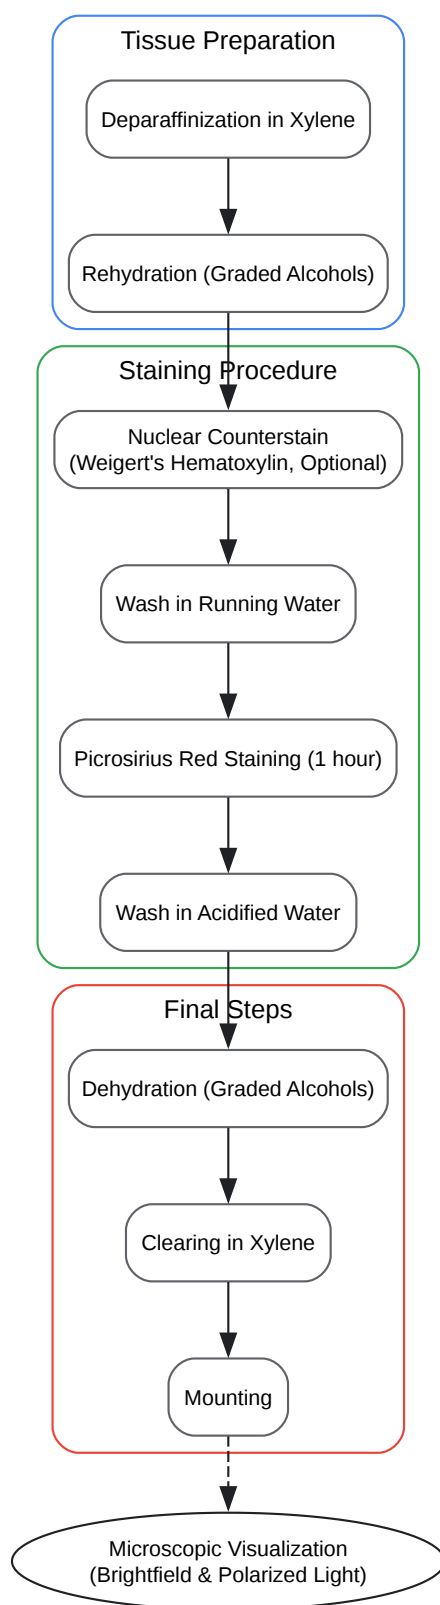 Tissue Preparation
Deparaffinization in Xylene
Rehydration (Graded Alcohols)
Staining Procedure
Nuclear Counterstain
(Weigert's Hematoxylin, Optional)
Wash in Running Water
Picrosirius Red Staining (1 hour)
Wash in Acidified Water
Final Steps
Dehydration (Graded Alcohols)
Clearing in Xylene
Mounting
Microscopic Visualization
(Brightfield & Polarized Light)